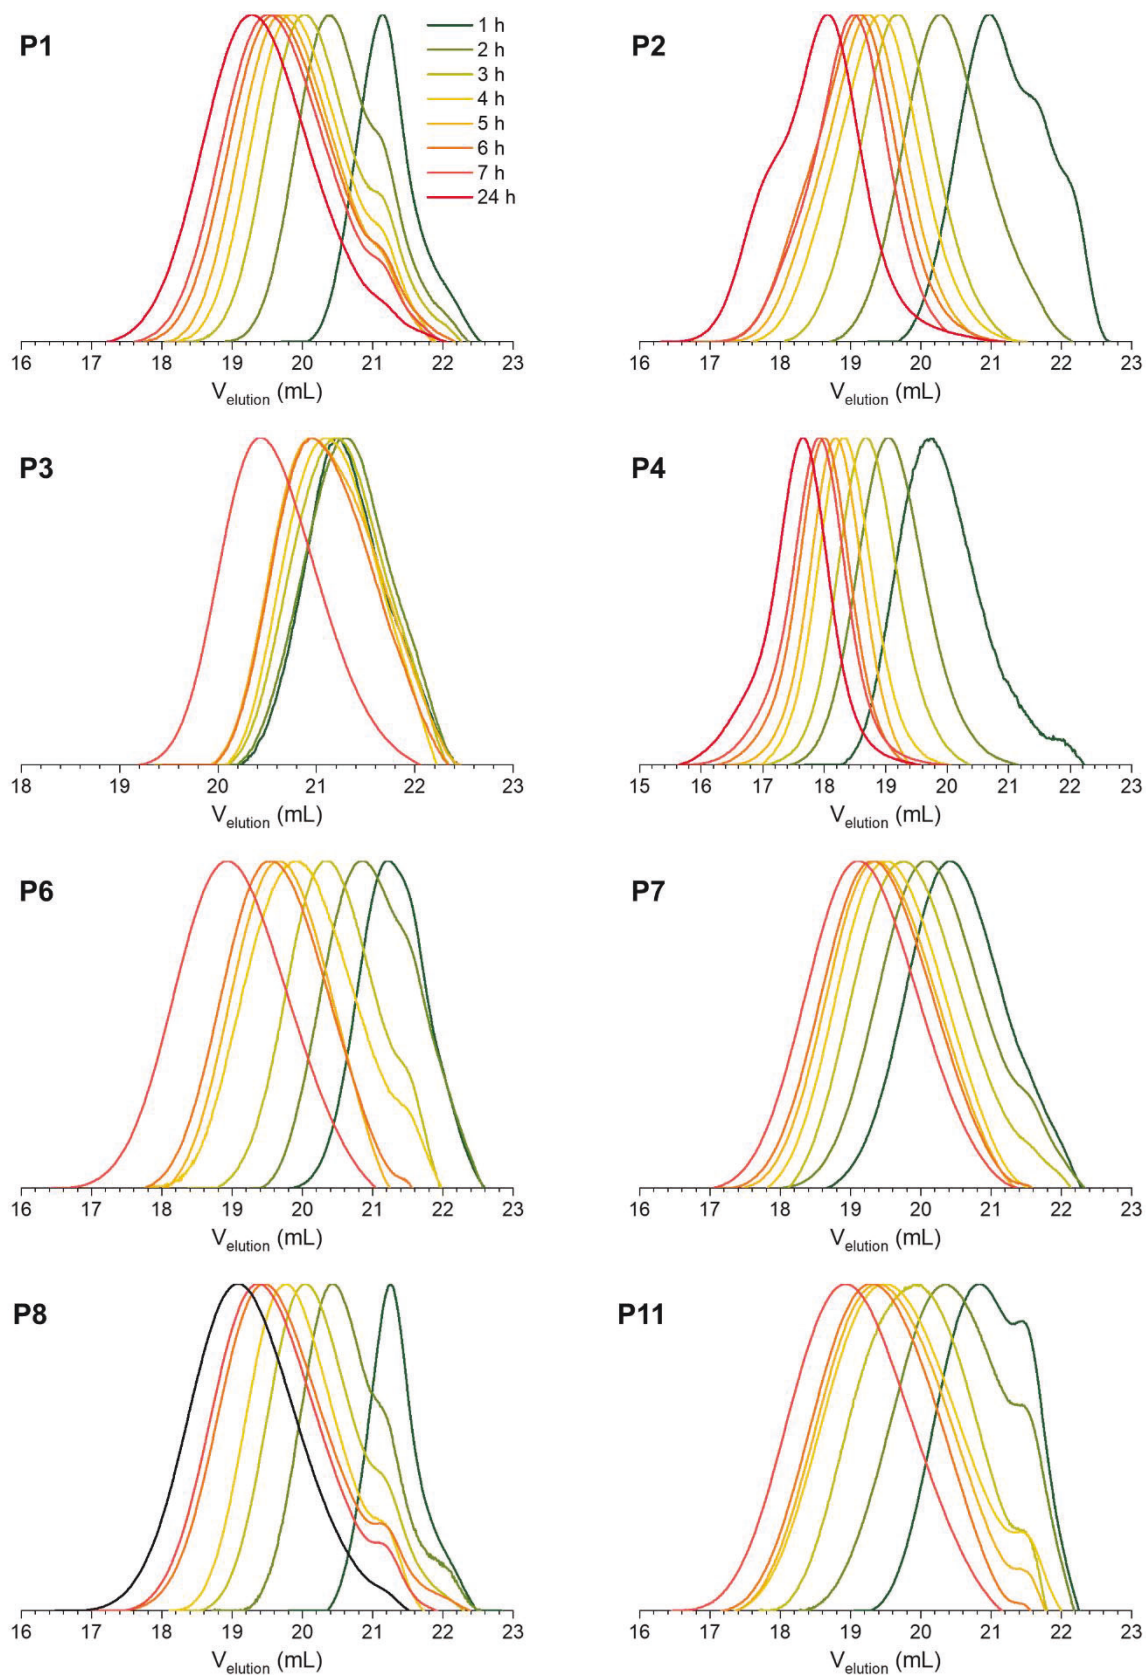 P1
1 h
2 h
3 h
4 h
5 h
6 h
7 h
24 h
16 17 18 19 20 21 22 23
Velution (mL)
P2
16 17 18 19 20 21 22 23
Velution (mL)
P3
18 19 20 21 22 23
Velution (mL)
P4
15 16 17 18 19 20 21 22 23
Velution (mL)
P6
16 17 18 19 20 21 22 23
Velution (mL)
P7
16 17 18 19 20 21 22 23
Velution (mL)
P8
16 17 18 19 20 21 22 23
Velution (mL)
P11
16 17 18 19 20 21 22 23
Velution (mL)